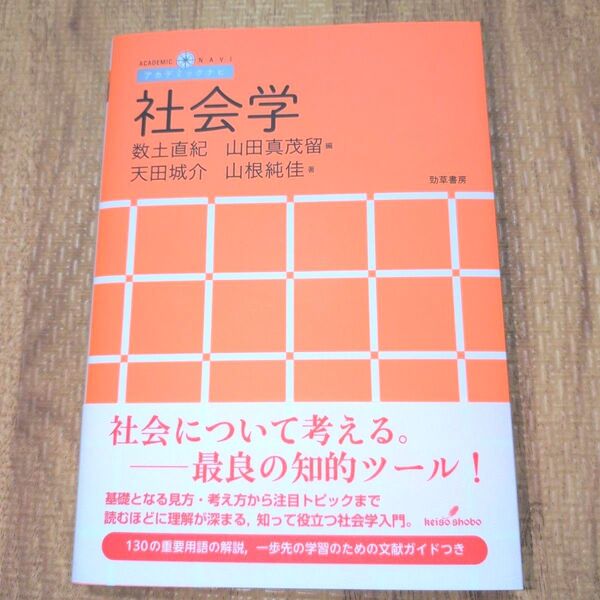 ACADEMIC NAVI
アカデミックナビ
社会学
数土直紀 山田真茂留 編
天田城介 山根純佳 著
勁草書房
社会について考える。
——最良の知的ツール！
基礎となる見方・考え方から注目トピックまで
読むほどに理解が深まる，知って役立つ社会学入門。
keiso shobo
130の重要用語の解説，一歩先の学習のための文献ガイドつき